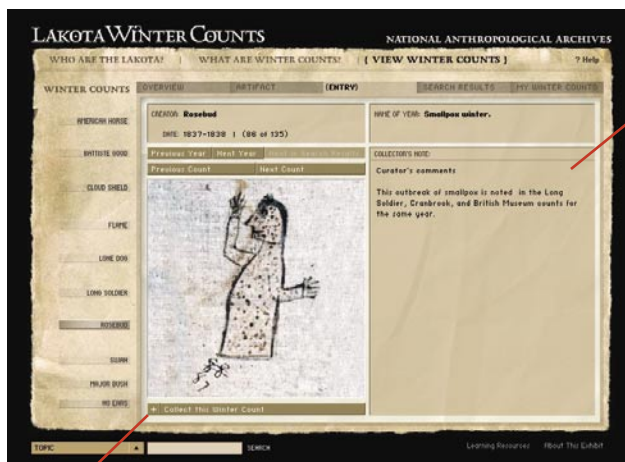 LAKOTA WINTER COUNTS
NATIONAL ANTHROPOLOGICAL ARCHIVES
WHO ARE THE LAKOTA? | WHAT ARE WINTER COUNTS? | { VIEW WINTER COUNTS } ? Help
WINTER COUNTS
OVERVIEW ARTIFACT (ENTRY) SEARCH RESULTS MY WINTER COUNTS
AMERICAN HORSE
BATTISTE GOOD
CLOUD SHIELD
FLAME
LONE DOG
LONG SOLDIER
ROSEBUD
SWAN
MAJOR BUSH
NO EARS
CREATOR: Rosebud
DATE: 1837-1838 | (86 of 135)
Previous Year Next Year Next in Search Results
Previous Count Next Count
+ Collect This Winter Count
NAME OF YEAR: Smallpox winter.
COLLECTOR'S NOTE:
Curator's comments
This outbreak of smallpox is noted in the Long
Soldier, Cranbrook, and British Museum counts for
the same year.
TOPIC SEARCH
Learning Resources About This Exhibit